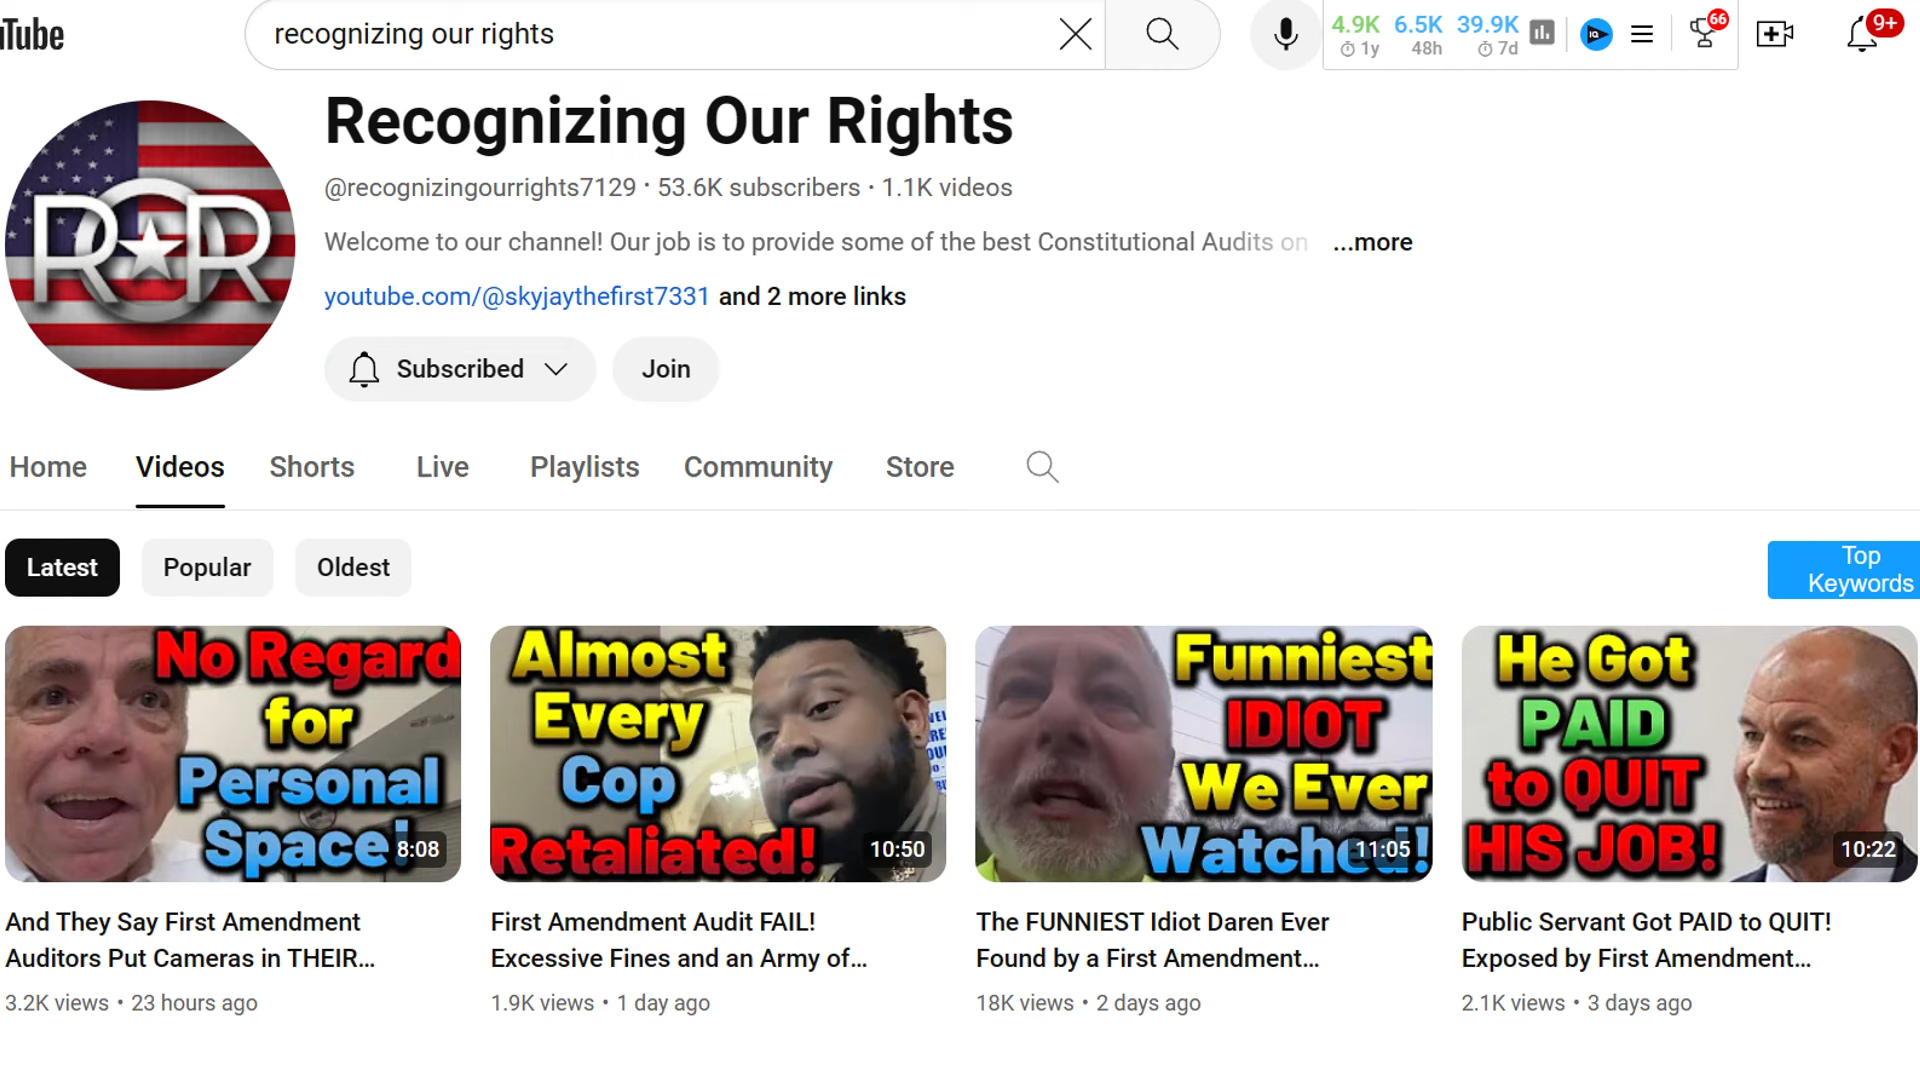 Tube
recognizing our rights
4.9K 6.5K 39.9K
1y 48h 7d
IQ
66
9+
ROR
Recognizing Our Rights
@recognizingourrights7129 · 53.6K subscribers · 1.1K videos
Welcome to our channel! Our job is to provide some of the best Constitutional Audits on ...more
youtube.com/@skyjaythefirst7331 and 2 more links
Subscribed
Join
Home Videos Shorts Live Playlists Community Store
Latest Popular Oldest
Top
Keywords
No Regard
for
Personal
Space!
8:08
Almost
Every
Cop
Retaliated!
10:50
Funniest
IDIOT
We Ever
Watched!
11:05
He Got
PAID
to QUIT
HIS JOB!
10:22
And They Say First Amendment
Auditors Put Cameras in THEIR...
3.2K views • 23 hours ago
First Amendment Audit FAIL!
Excessive Fines and an Army of...
1.9K views • 1 day ago
The FUNNIEST Idiot Daren Ever
Found by a First Amendment...
18K views • 2 days ago
Public Servant Got PAID to QUIT!
Exposed by First Amendment...
2.1K views • 3 days ago